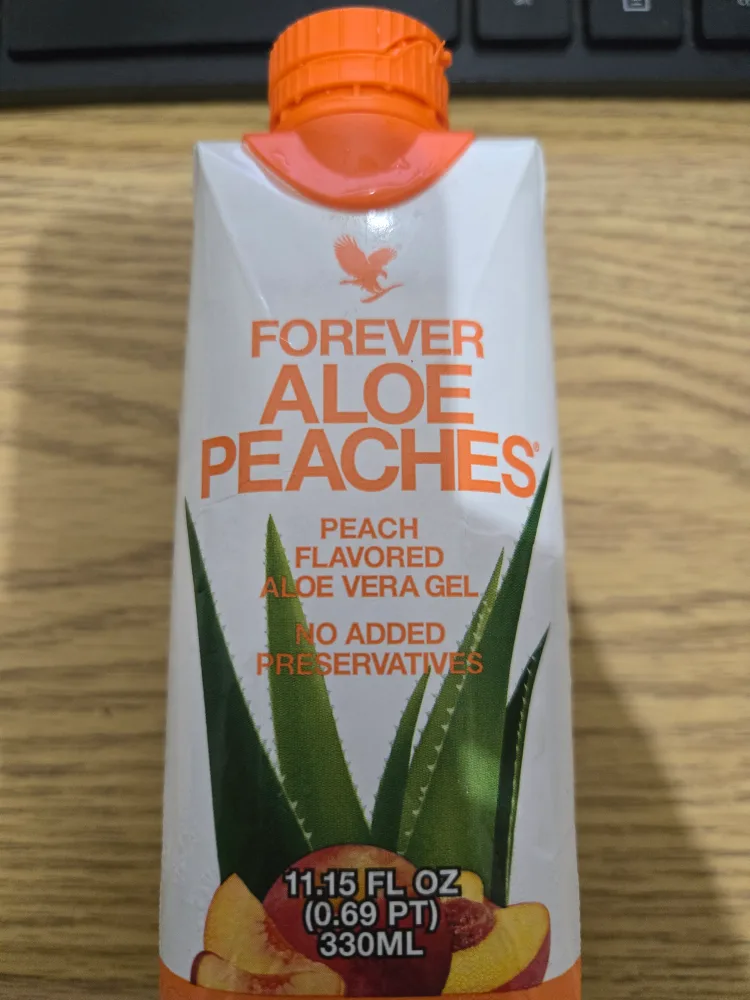 FOREVER
ALOE
PEACHES®
PEACH
FLAVORED
ALOE VERA GEL
NO ADDED
PRESERVATIVES
11.15 FL OZ
(0.69 PT)
330ML